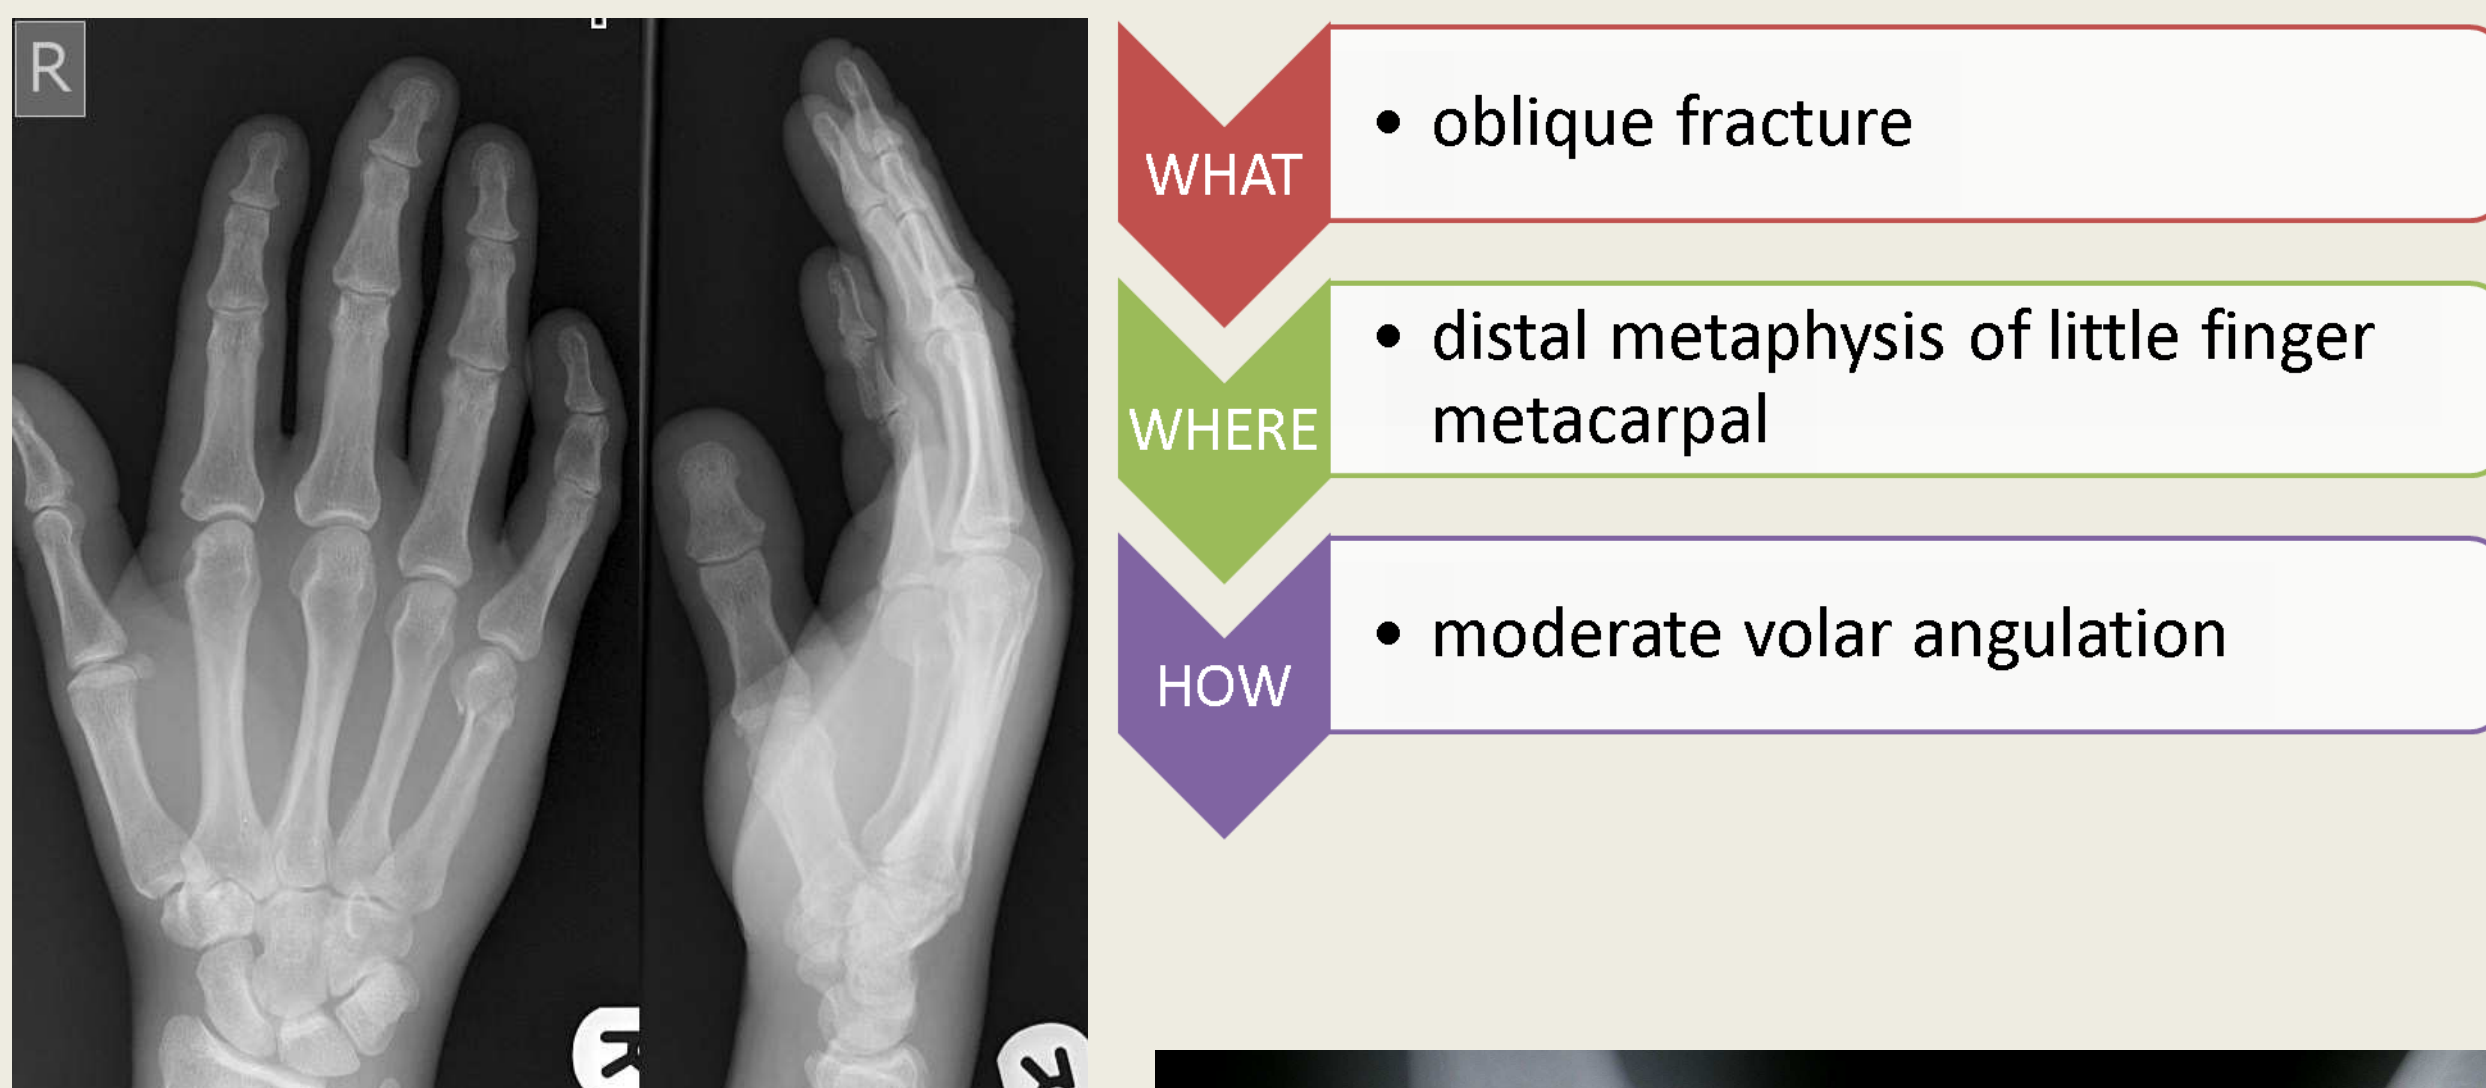 R
WHAT
• oblique fracture
WHERE
• distal metaphysis of little finger
metacarpal
HOW
• moderate volar angulation
R
R